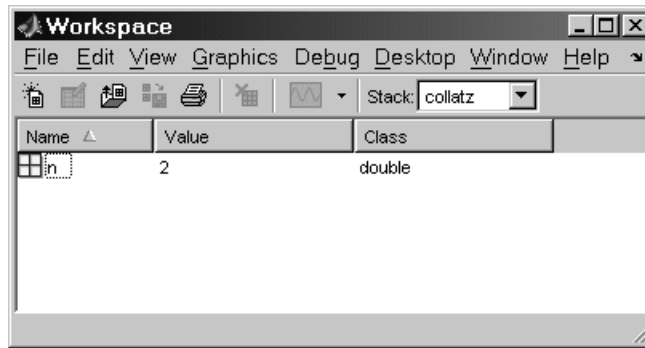 Workspace
File Edit View Graphics Debug Desktop Window Help
Stack: collatz
Name Value Class
n 2 double